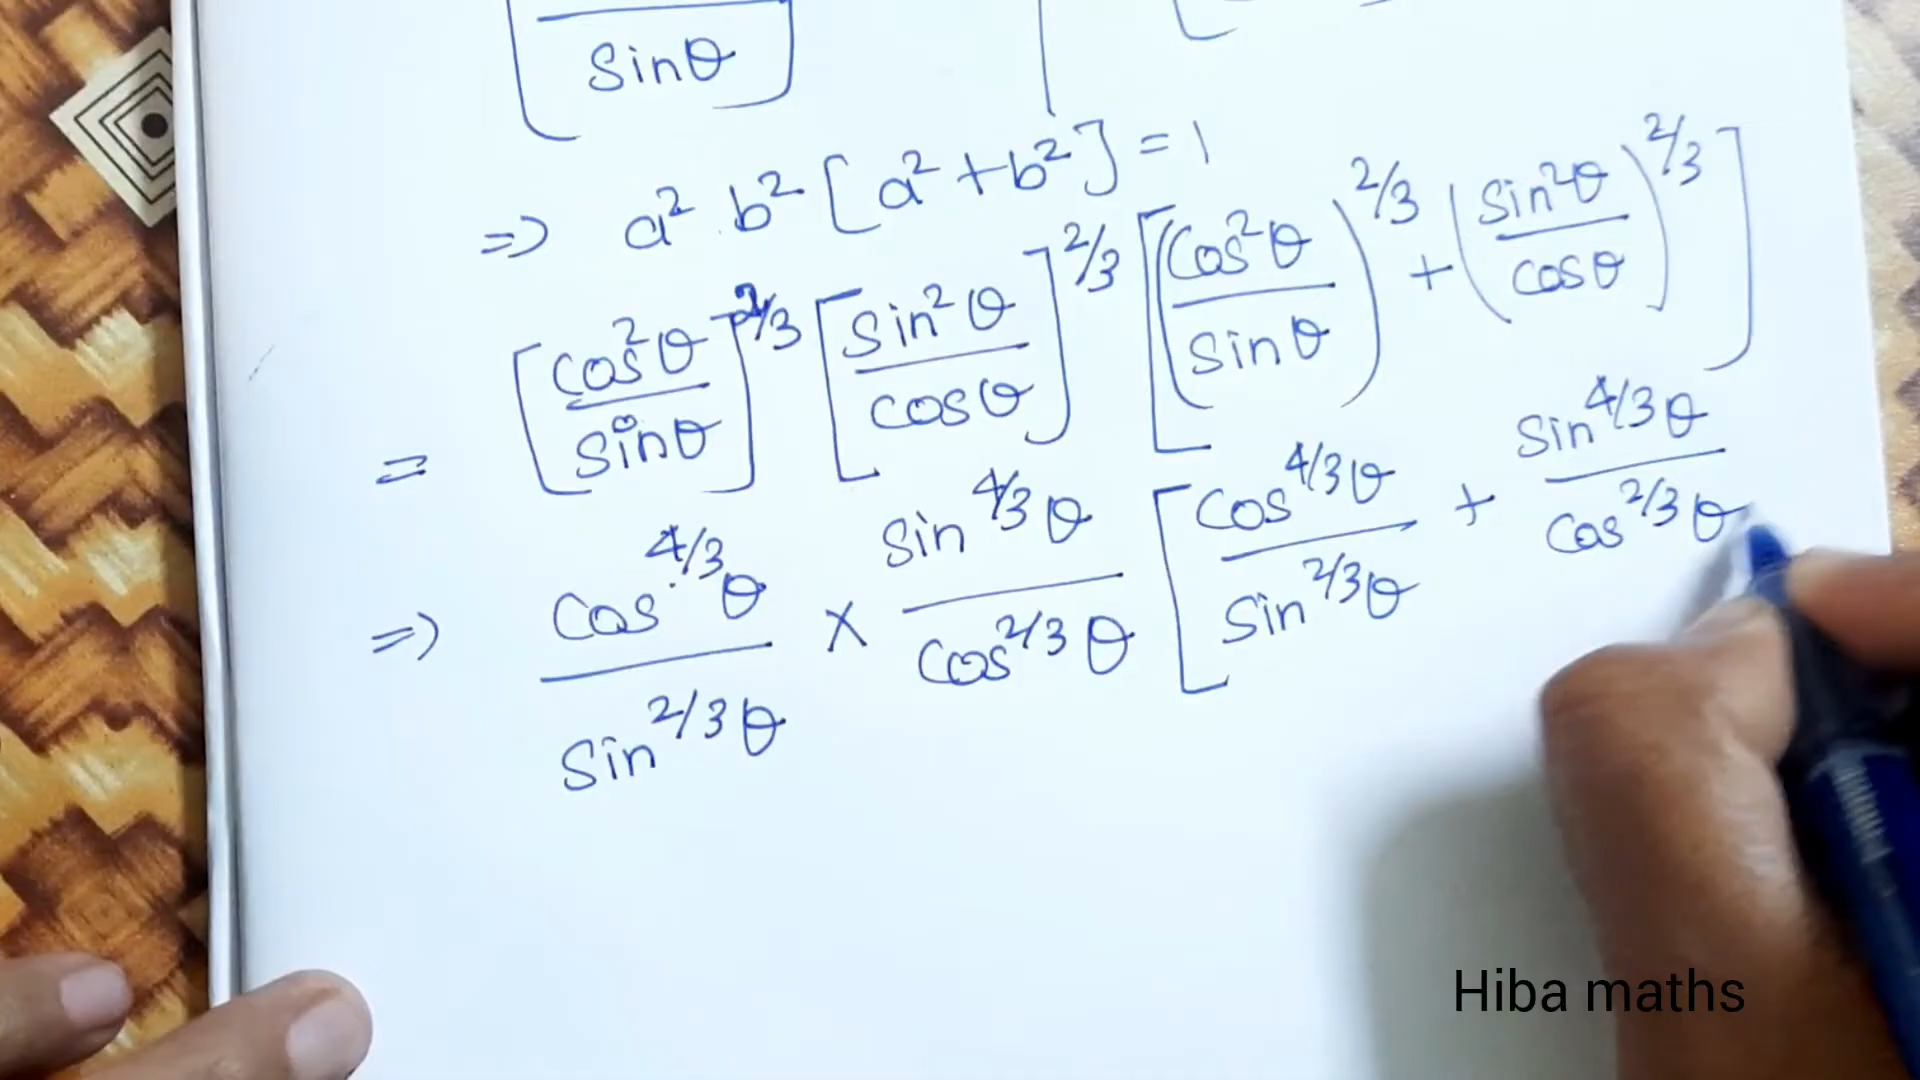 sinθ
=> a² b² [a² + b²] = 1
= [cos²θ/sinθ]^2/3 [sin²θ/cosθ]^2/3 [(cos²θ/sinθ)^2/3 + (sin²θ/cosθ)^2/3]
=> cos^4/3 θ/sin^2/3 θ × sin^4/3 θ/cos^2/3 θ [cos^4/3 θ/sin^2/3 θ + sin^4/3 θ/cos^2/3 θ
Hiba maths